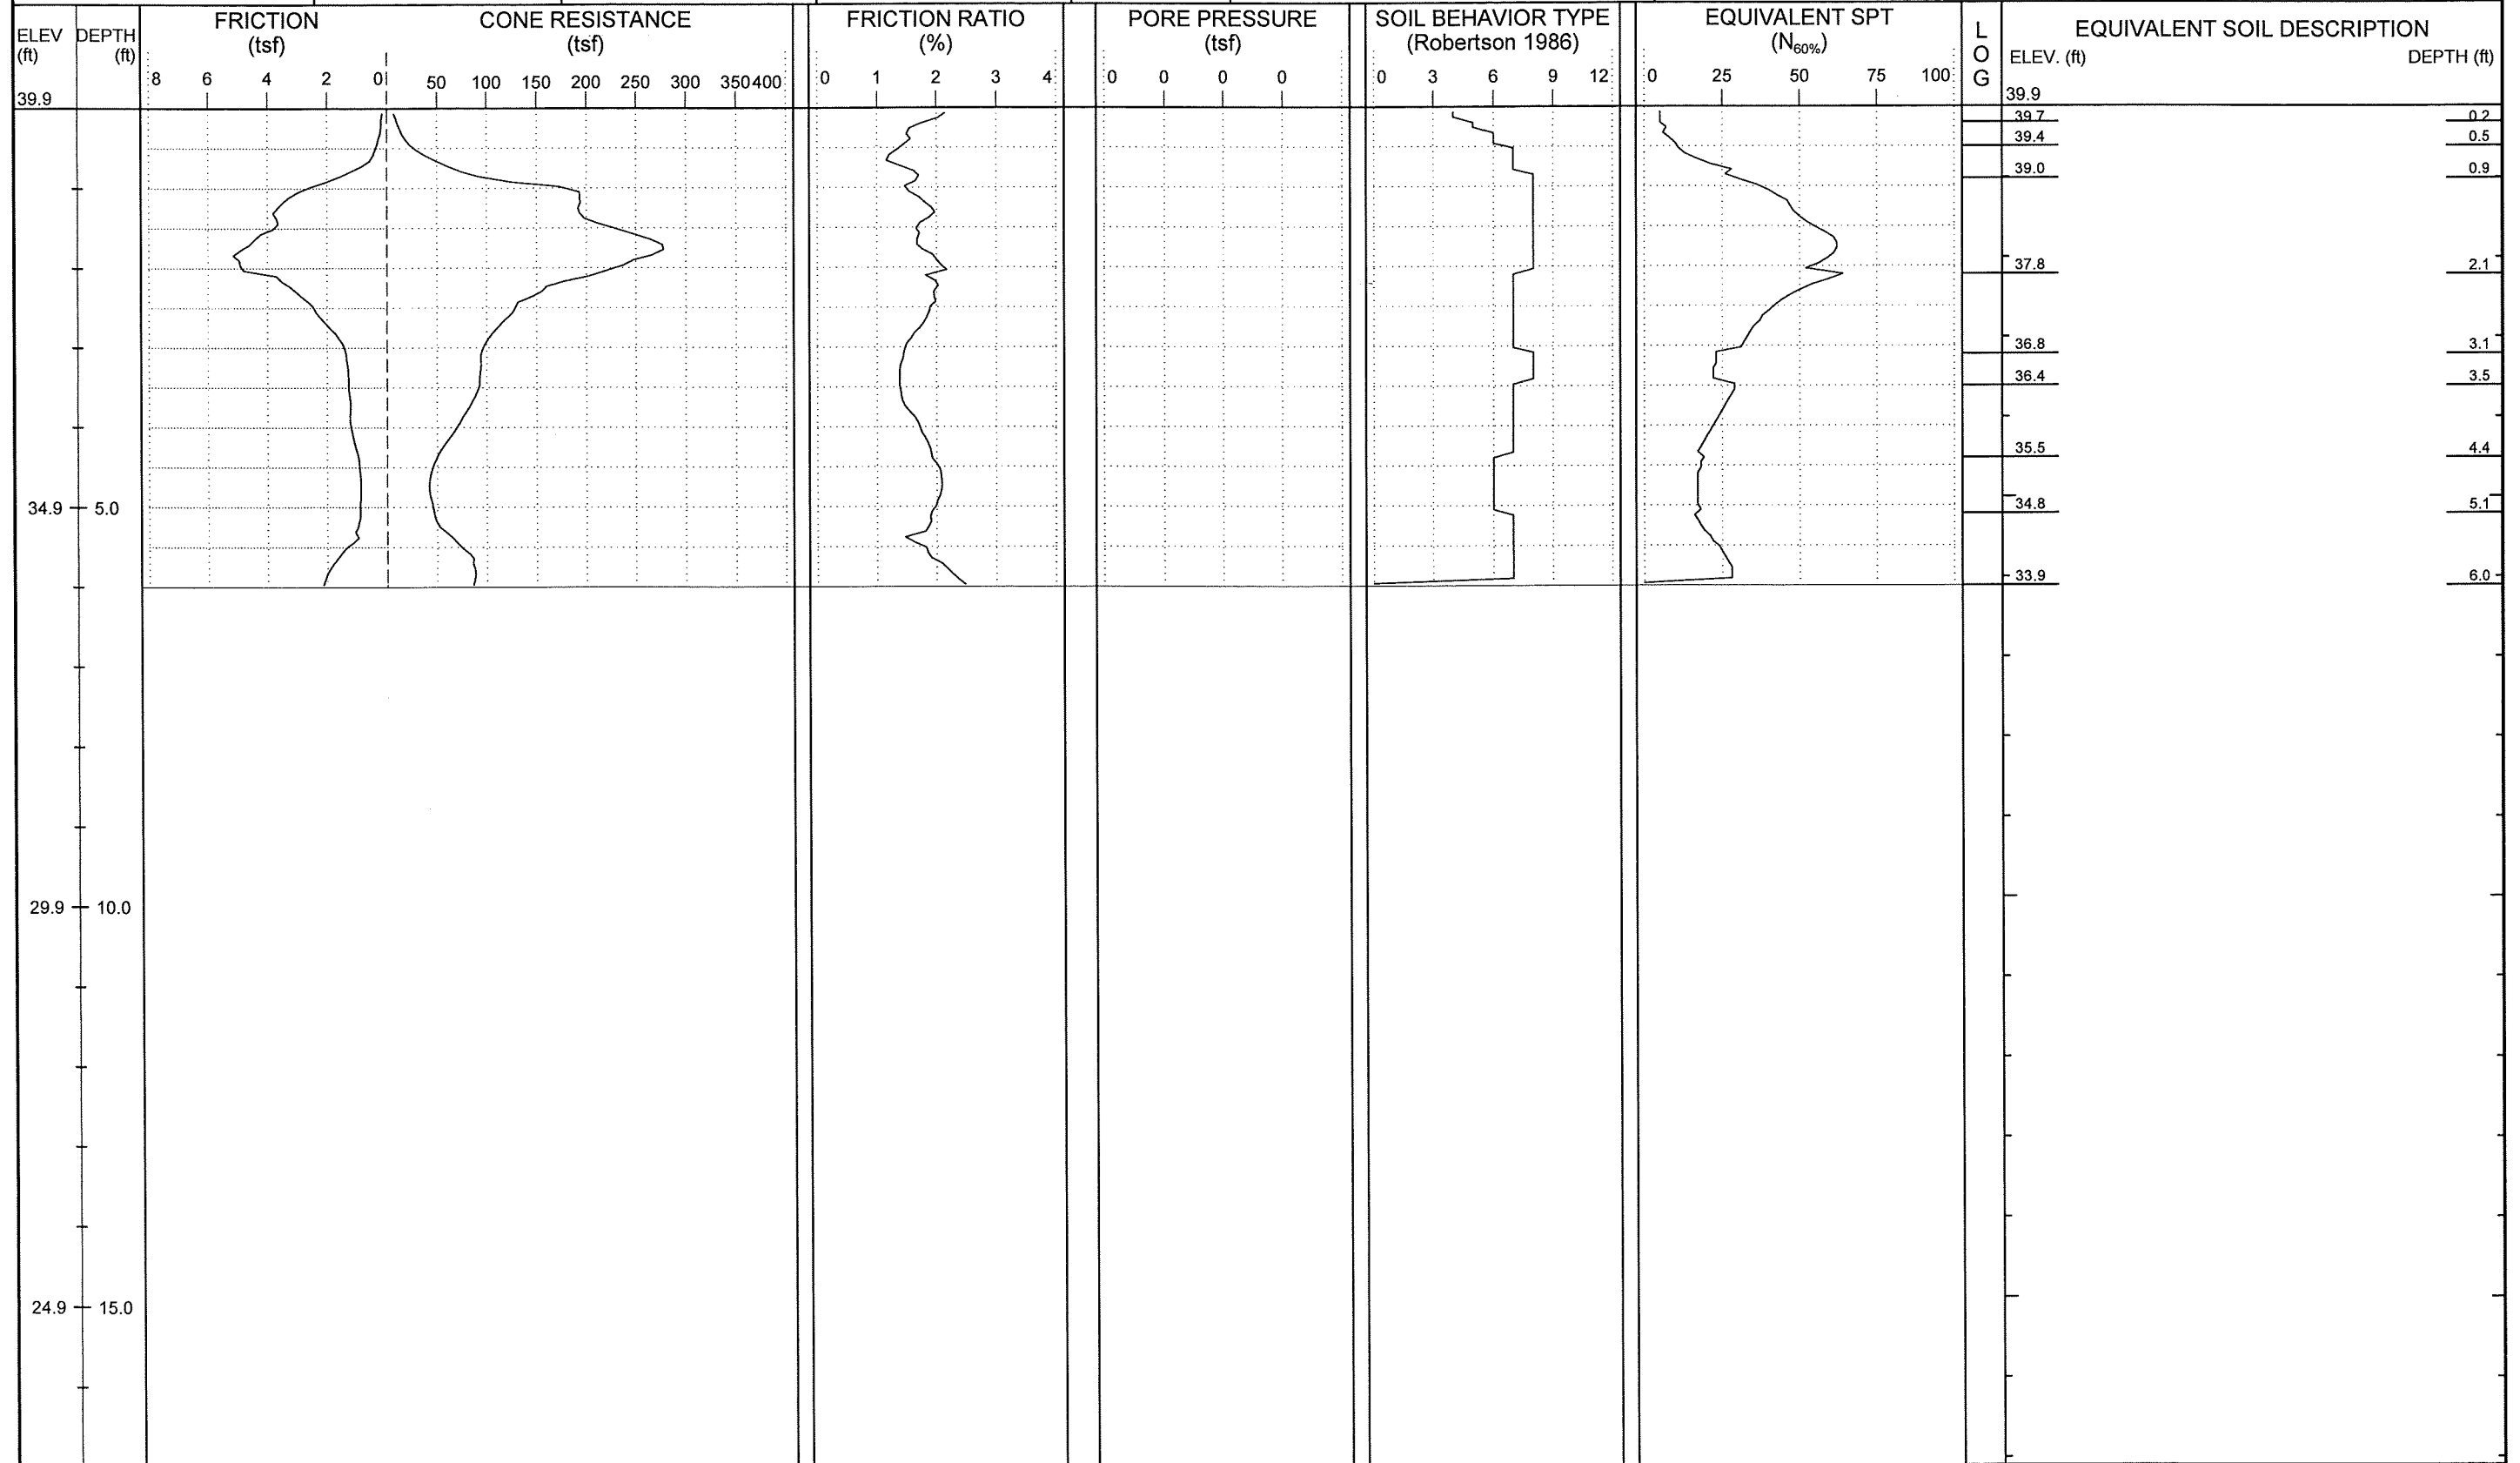 ELEV
(ft)
DEPTH
(ft)
39.9
FRICTION
(tsf)
8 6 4 2 0
CONE RESISTANCE
(tsf)
50 100 150 200 250 300 350 400
FRICTION RATIO
(%)
0 1 2 3 4
PORE PRESSURE
(tsf)
0 0 0 0
SOIL BEHAVIOR TYPE
(Robertson 1986)
0 3 6 9 12
EQUIVALENT SPT
(N60%)
0 25 50 75 100
L
O
G
EQUIVALENT SOIL DESCRIPTION
ELEV. (ft) DEPTH (ft)
39.9
39.7 0.2
39.4 0.5
39.0 0.9
37.8 2.1
36.8 3.1
36.4 3.5
35.5 4.4
34.8 5.1
33.9 6.0
34.9 5.0
29.9 10.0
24.9 15.0